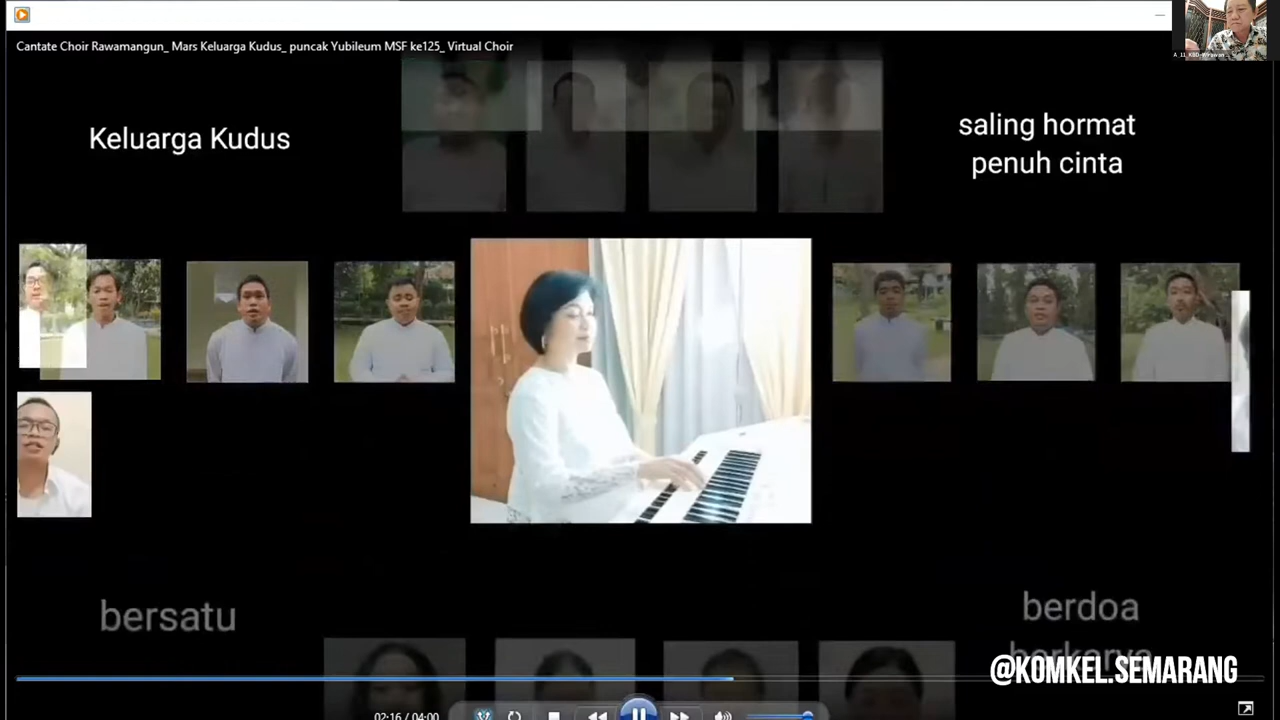 Cantate Choir Rawamangun_ Mars Keluarga Kudus_ puncak Yubileum MSF ke125_ Virtual Choir
Keluarga Kudus
saling hormat
penuh cinta
bersatu
berdoa
berkarya
@KOMKEL.SEMARANG
02:16 / 04:00